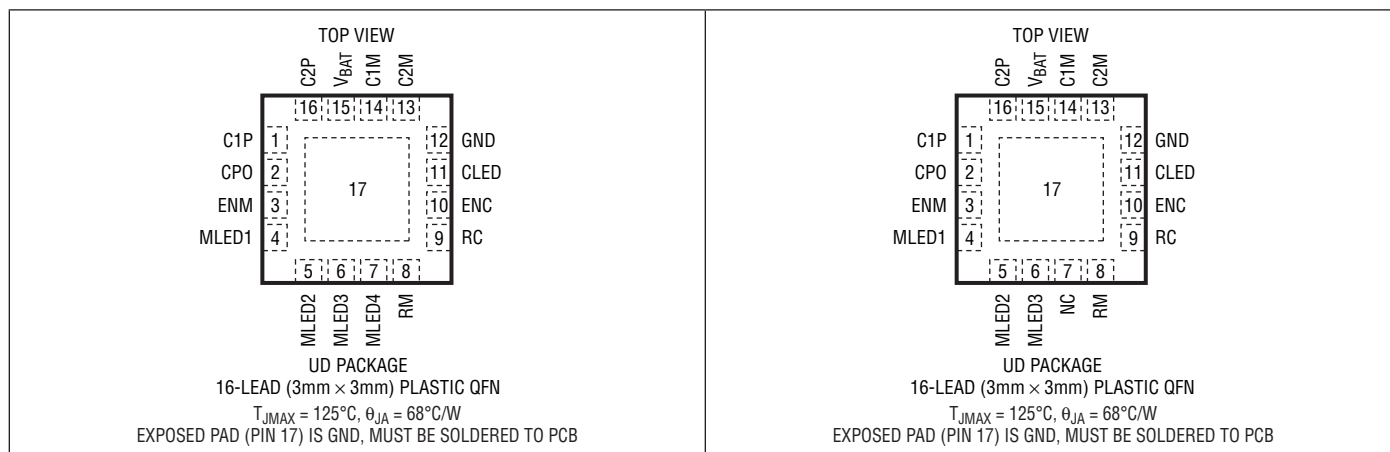 TOP VIEW
C2P VBAT C1M C2M
16 15 14 13
C1P 1 12 GND
CPO 2 11 CLED
17
ENM 3 10 ENC
MLED1 4 9 RC
5 6 7 8
MLED2 MLED3 MLED4 RM
UD PACKAGE
16-LEAD (3mm × 3mm) PLASTIC QFN
TJMAX = 125°C, θJA = 68°C/W
EXPOSED PAD (PIN 17) IS GND, MUST BE SOLDERED TO PCB
TOP VIEW
C2P VBAT C1M C2M
16 15 14 13
C1P 1 12 GND
CPO 2 11 CLED
17
ENM 3 10 ENC
MLED1 4 9 RC
5 6 7 8
MLED2 MLED3 NC RM
UD PACKAGE
16-LEAD (3mm × 3mm) PLASTIC QFN
TJMAX = 125°C, θJA = 68°C/W
EXPOSED PAD (PIN 17) IS GND, MUST BE SOLDERED TO PCB